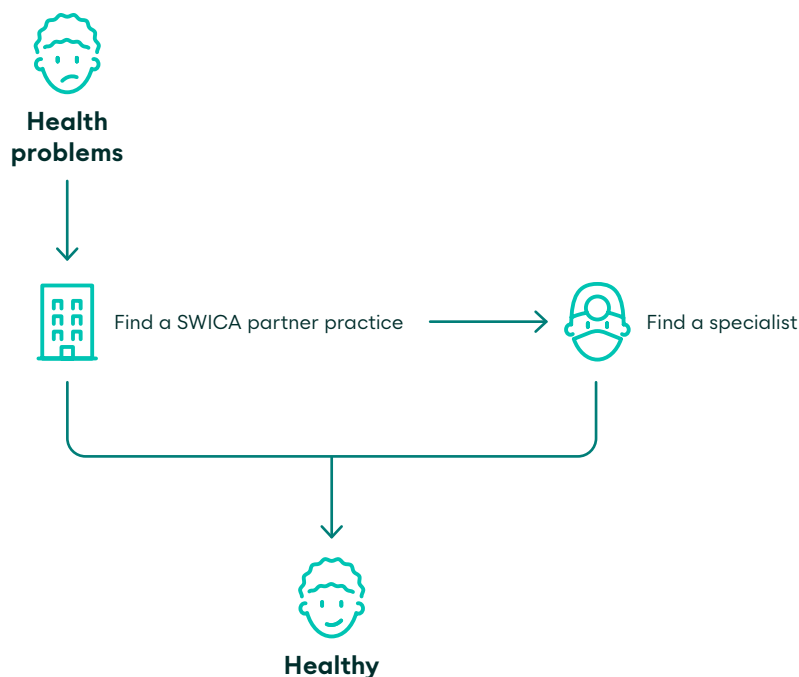 Health
problems
Find a SWICA partner practice
Find a specialist
Healthy